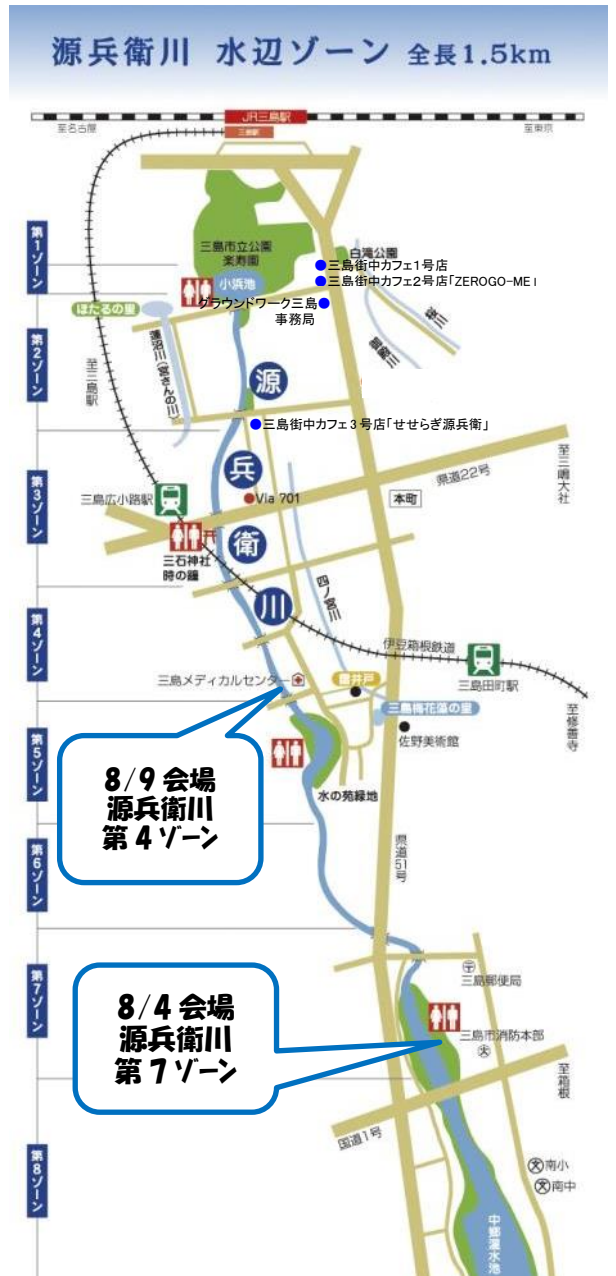 源兵衛川 水辺ゾーン 全長1.5km
JR三島駅
三島駅
至名古屋
至東京
第1ゾーン
三島市立公園
楽寿園
白滝公園
三島街中カフェ1号店
三島街中カフェ2号店「ZEROGO-ME」
小浜池
グラウンドワーク三島
事務局
ほたるの里
桜川
御殿川
蓮沼川(宮さんの川)
第2ゾーン
至三島駅
源
三島街中カフェ3号店「せせらぎ源兵衛」
兵
至三嶋大社
県道22号
第3ゾーン
三島広小路駅
Via 701
本町
衛
三石神社
時の鐘
四ノ宮川
川
第4ゾーン
伊豆箱根鉄道
三島メディカルセンター
雷井戸
三島田町駅
三島梅花藻の里
至修善寺
佐野美術館
第5ゾーン
8/9 会場
源兵衛川
第4ゾーン
水の苑緑地
第6ゾーン
県道51号
第7ゾーン
8/4 会場
源兵衛川
第7ゾーン
三島郵便局
三島市消防本部
至箱根
国道1号
第8ゾーン
南小
南中
中郷温水池